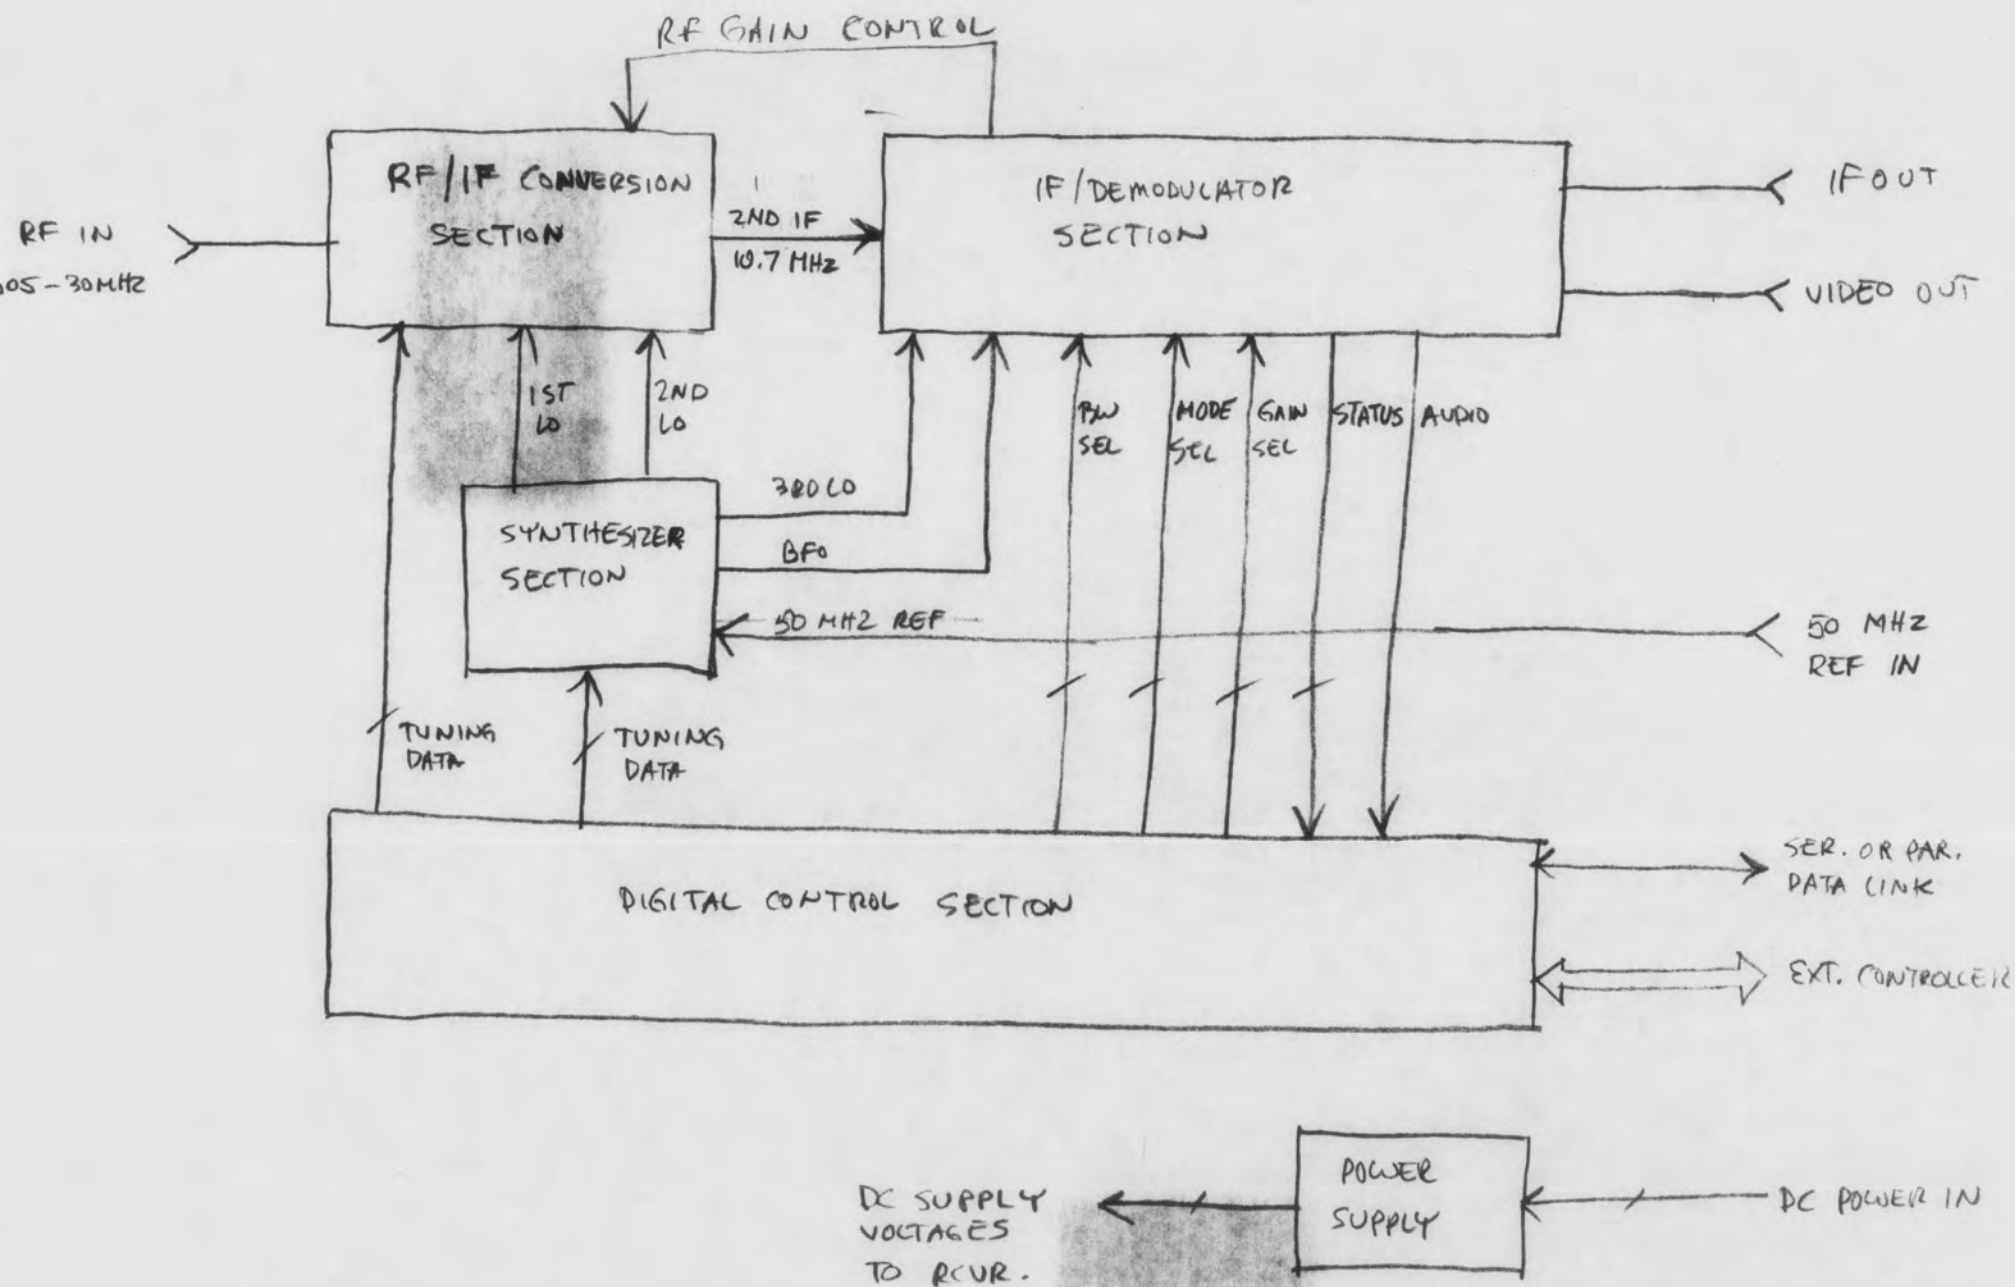 RF GAIN CONTROL
RF/IF CONVERSION
SECTION
2ND IF
10.7 MHz
IF/DEMODULATOR
SECTION
IF OUT
VIDEO OUT
RF IN
005-30MHZ
1ST
LO
2ND
LO
BW
SEL
MODE
SEL
GAIN
SEL
STATUS
AUDIO
3RD LO
BFO
SYNTHESIZER
SECTION
50 MHZ REF
50 MHZ
REF IN
TUNING
DATA
TUNING
DATA
DIGITAL CONTROL SECTION
SER. OR PAR.
DATA LINK
EXT. CONTROLLER
POWER
SUPPLY
DC POWER IN
DC SUPPLY
VOLTAGES
TO RCVR.